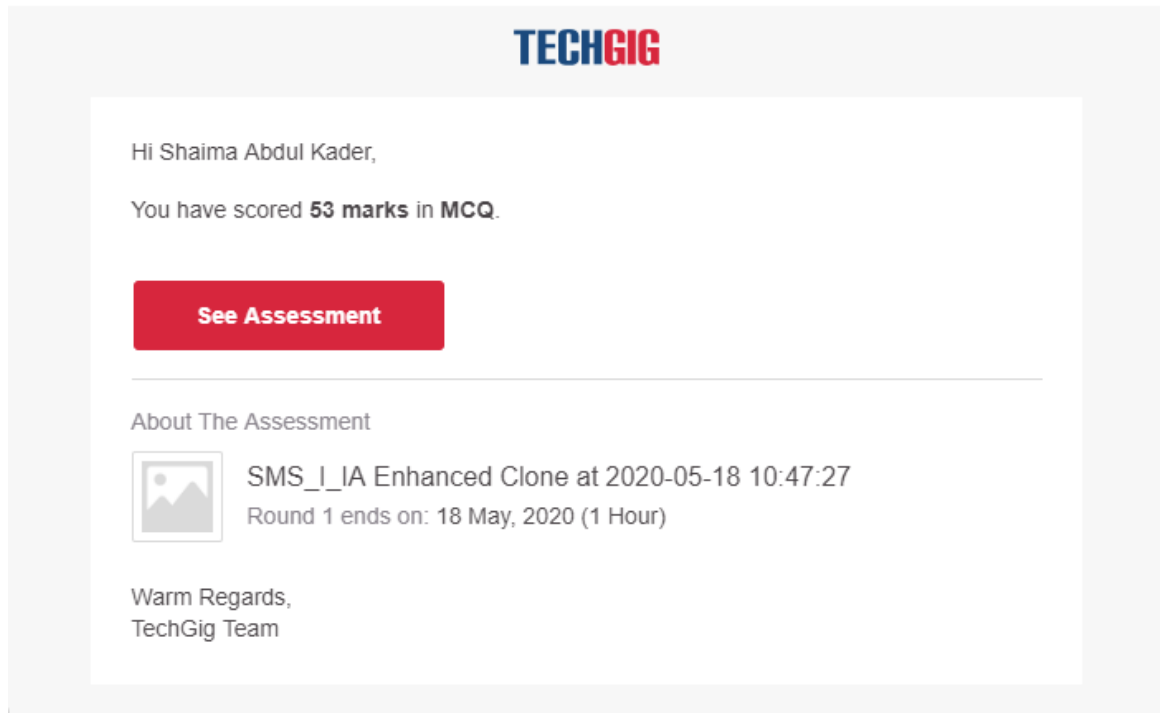 TECHGIG
Hi Shaima Abdul Kader,
You have scored 53 marks in MCQ.
See Assessment
About The Assessment
SMS_I_IA Enhanced Clone at 2020-05-18 10:47:27
Round 1 ends on: 18 May, 2020 (1 Hour)
Warm Regards,
TechGig Team